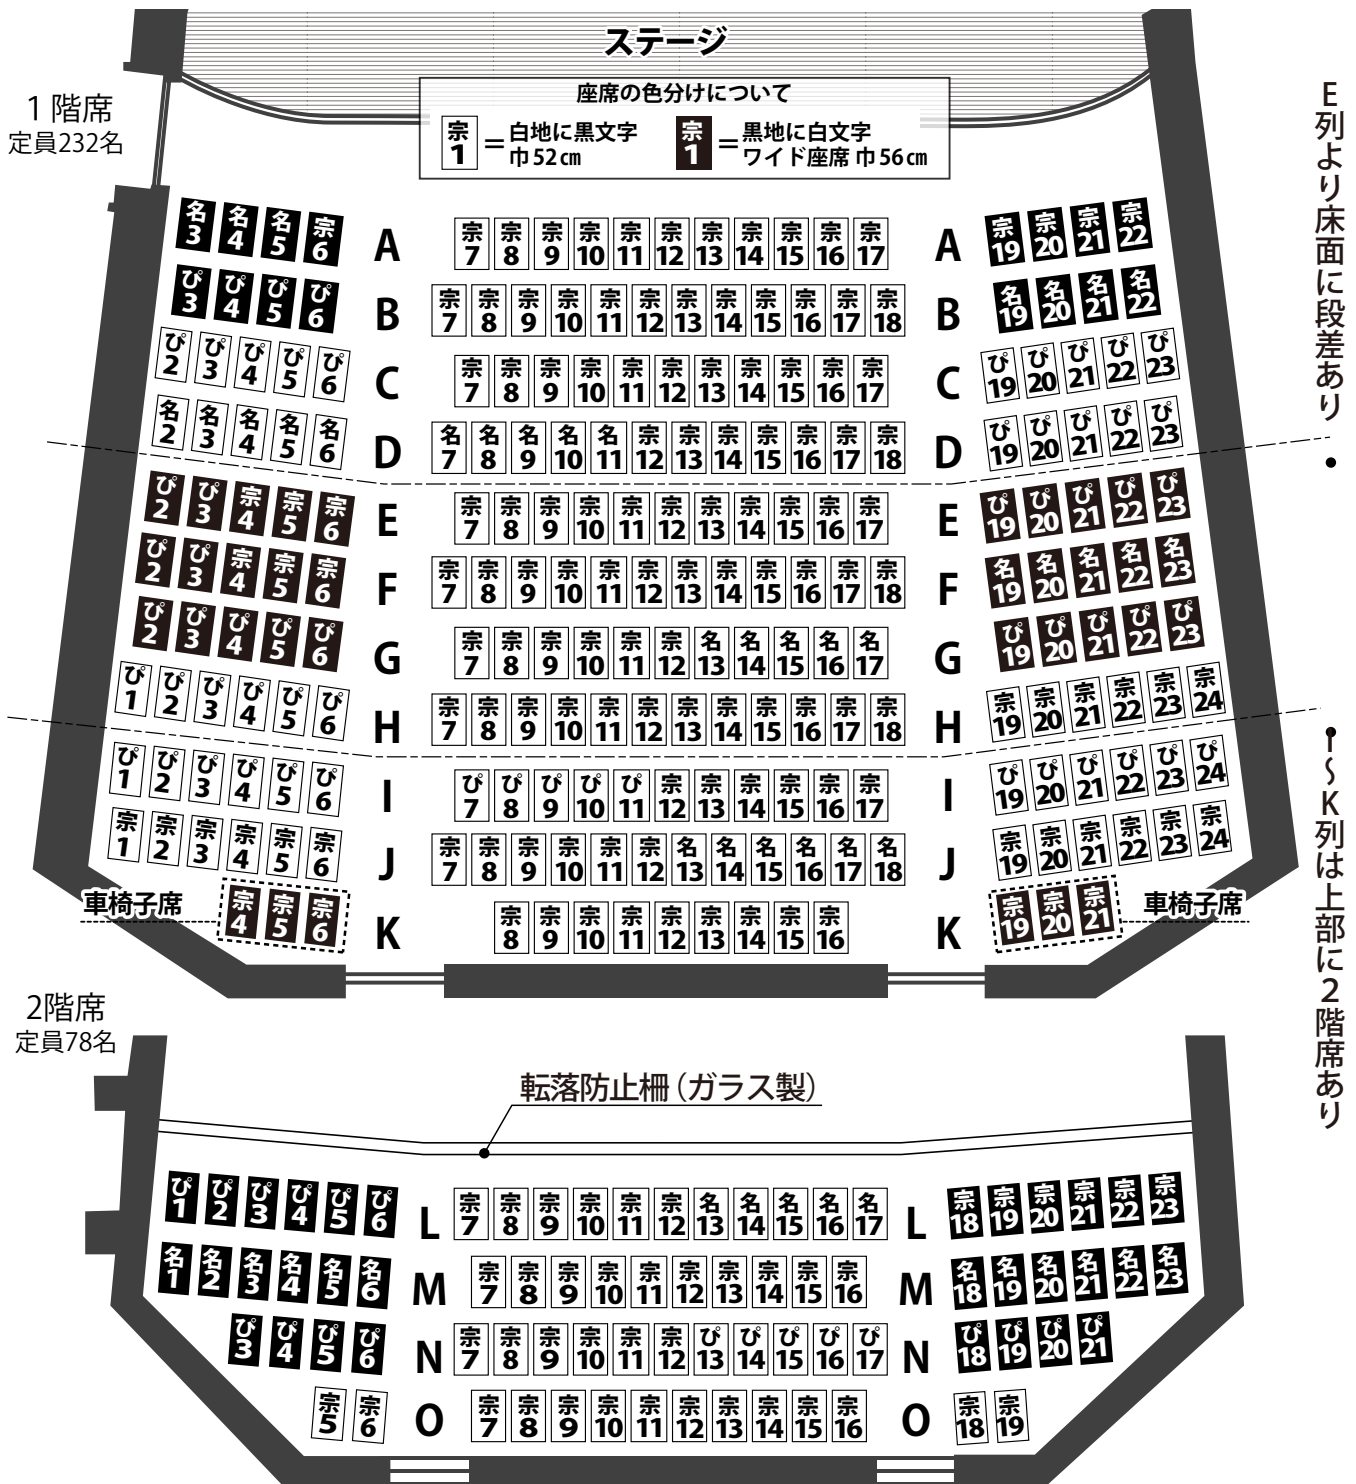 ステージ
座席の色分けについて
宗1 ＝ 白地に黒文字 巾52㎝
宗1 ＝ 黒地に白文字 ワイド座席 巾56㎝
1階席
定員232名
E列より床面に段差あり
名3 名4 名5 宗6 A 宗7 宗8 宗9 宗10 宗11 宗12 宗13 宗14 宗15 宗16 宗17 A 宗19 宗20 宗21 宗22
ぴ3 ぴ4 ぴ5 ぴ6 B 宗7 宗8 宗9 宗10 宗11 宗12 宗13 宗14 宗15 宗16 宗17 宗18 B 名19 名20 名21 名22
ぴ2 ぴ3 ぴ4 ぴ5 ぴ6 C 宗7 宗8 宗9 宗10 宗11 宗12 宗13 宗14 宗15 宗16 宗17 C ぴ19 ぴ20 ぴ21 ぴ22 ぴ23
名2 名3 名4 名5 名6 D 名7 名8 名9 名10 名11 宗12 宗13 宗14 宗15 宗16 宗17 宗18 D ぴ19 ぴ20 ぴ21 ぴ22 ぴ23
ぴ2 ぴ3 宗4 宗5 宗6 E 宗7 宗8 宗9 宗10 宗11 宗12 宗13 宗14 宗15 宗16 宗17 E ぴ19 ぴ20 ぴ21 ぴ22 ぴ23
ぴ2 ぴ3 宗4 宗5 宗6 F 宗7 宗8 宗9 宗10 宗11 宗12 宗13 宗14 宗15 宗16 宗17 宗18 F 名19 名20 名21 名22 名23
ぴ2 ぴ3 ぴ4 ぴ5 ぴ6 G 宗7 宗8 宗9 宗10 宗11 宗12 名13 名14 名15 名16 名17 G ぴ19 ぴ20 ぴ21 ぴ22 ぴ23
ぴ1 ぴ2 ぴ3 ぴ4 ぴ5 ぴ6 H 宗7 宗8 宗9 宗10 宗11 宗12 宗13 宗14 宗15 宗16 宗17 宗18 H 宗19 宗20 宗21 宗22 宗23 宗24
I〜K列は上部に2階席あり
ぴ1 ぴ2 ぴ3 ぴ4 ぴ5 ぴ6 I ぴ7 ぴ8 ぴ9 ぴ10 ぴ11 宗12 宗13 宗14 宗15 宗16 宗17 I ぴ19 ぴ20 ぴ21 ぴ22 ぴ23 ぴ24
宗1 宗2 宗3 宗4 宗5 宗6 J 宗7 宗8 宗9 宗10 宗11 宗12 名13 名14 名15 名16 名17 名18 J 宗19 宗20 宗21 宗22 宗23 宗24
車椅子席 宗4 宗5 宗6 K 宗8 宗9 宗10 宗11 宗12 宗13 宗14 宗15 宗16 K 宗19 宗20 宗21 車椅子席
2階席
定員78名
転落防止柵（ガラス製）
ぴ1 ぴ2 ぴ3 ぴ4 ぴ5 ぴ6 L 宗7 宗8 宗9 宗10 宗11 宗12 名13 名14 名15 名16 名17 L 宗18 宗19 宗20 宗21 宗22 宗23
名1 名2 名3 名4 名5 名6 M 宗7 宗8 宗9 宗10 宗11 宗12 宗13 宗14 宗15 宗16 M 名18 名19 名20 名21 名22 名23
ぴ3 ぴ4 ぴ5 ぴ6 N 宗7 宗8 宗9 宗10 宗11 宗12 ぴ13 ぴ14 ぴ15 ぴ16 ぴ17 N ぴ18 ぴ19 ぴ20 ぴ21
宗5 宗6 O 宗7 宗8 宗9 宗10 宗11 宗12 宗13 宗14 宗15 宗16 O 宗18 宗19